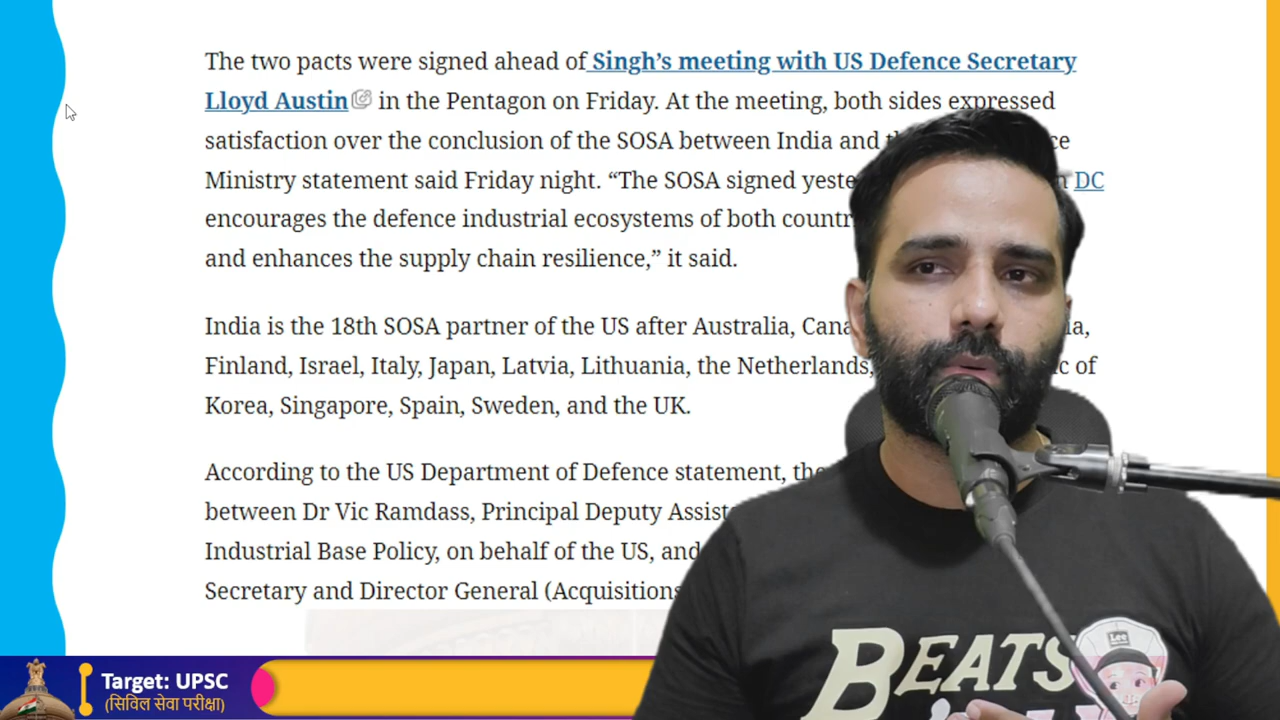 The two pacts were signed ahead of Singh’s meeting with US Defence Secretary
Lloyd Austin in the Pentagon on Friday. At the meeting, both sides expressed
satisfaction over the conclusion of the SOSA between India and
Ministry statement said Friday night. “The SOSA signed DC
encourages the defence industrial ecosystems of both
and enhances the supply chain resilience,” it said.
India is the 18th SOSA partner of the US after Australia,
Finland, Israel, Italy, Japan, Latvia, Lithuania, the Netherlands, of
Korea, Singapore, Spain, Sweden, and the UK.
According to the US Department of Defence statement,
between Dr Vic Ramdass, Principal Deputy
Industrial Base Policy, on behalf of the US, and
Secretary and Director General (Acquisitions
Target: UPSC
(सिविल सेवा परीक्षा)
Lee
BEATS